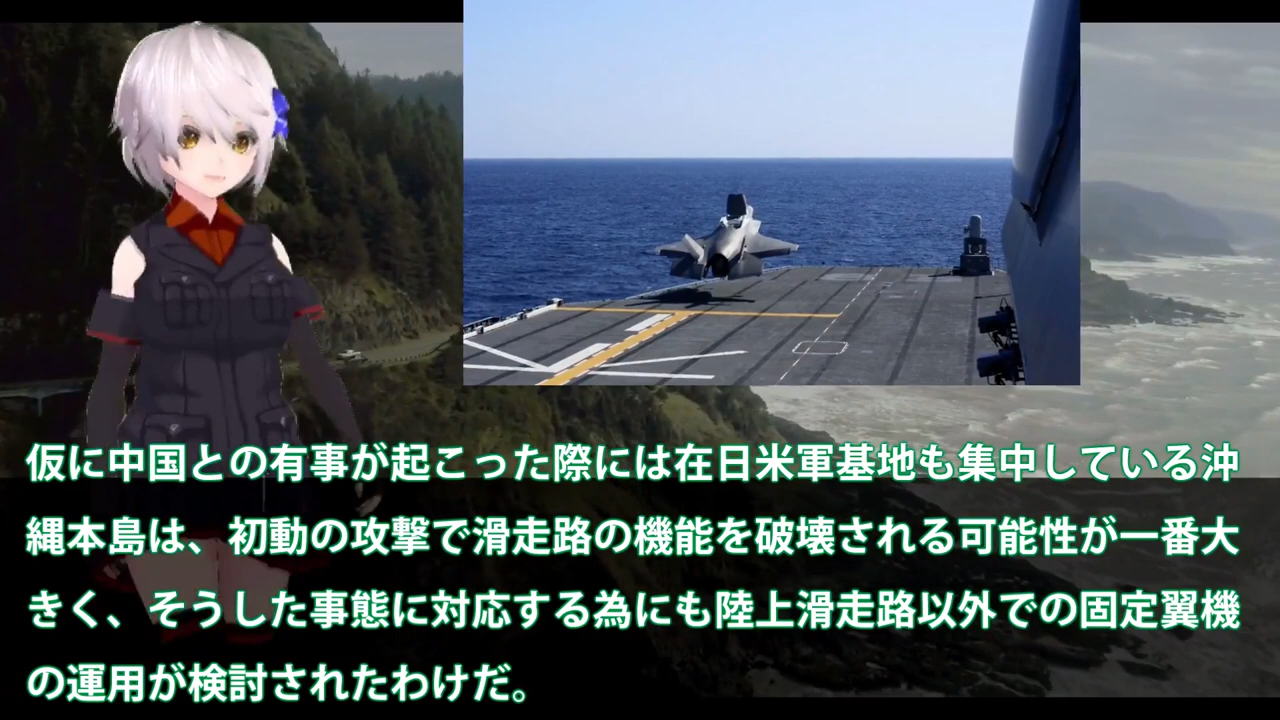 仮に中国との有事が起こった際には在日米軍基地も集中している沖
縄本島は、初動の攻撃で滑走路の機能を破壊される可能性が一番大
きく、そうした事態に対応する為にも陸上滑走路以外での固定翼機
の運用が検討されたわけだ。